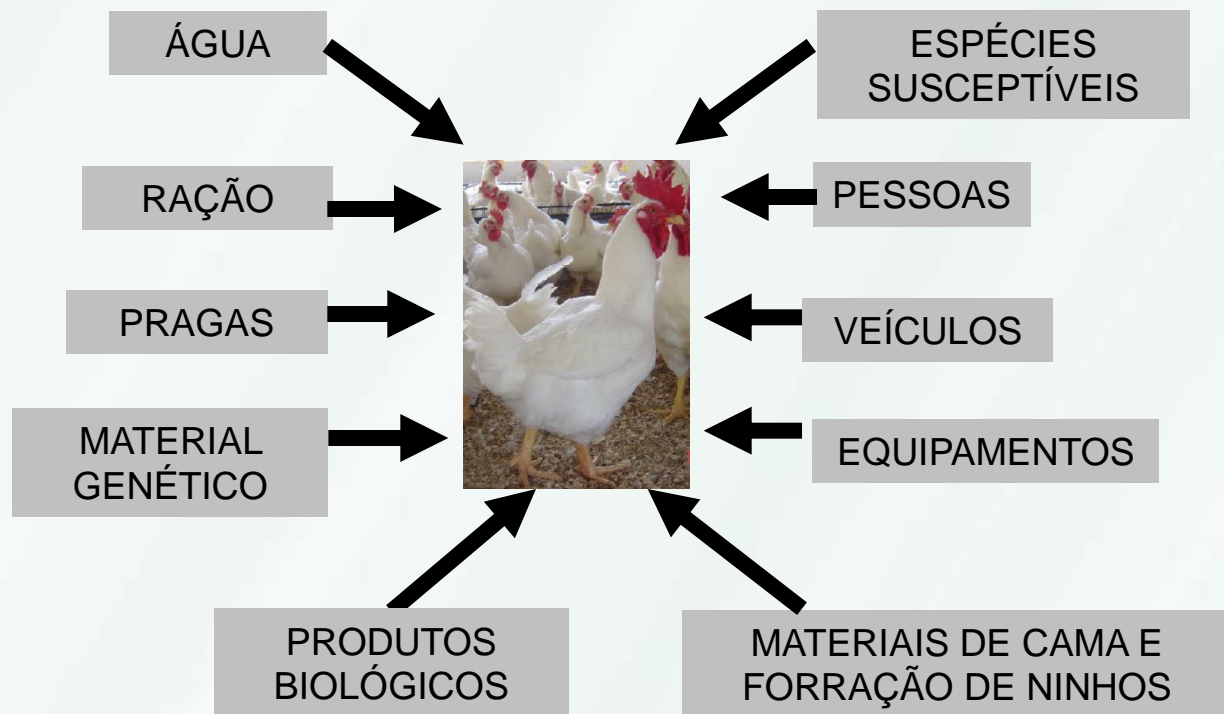 ÁGUA
ESPÉCIES
SUSCEPTÍVEIS
RAÇÃO
PESSOAS
PRAGAS
VEÍCULOS
MATERIAL
GENÉTICO
EQUIPAMENTOS
PRODUTOS
BIOLÓGICOS
MATERIAIS DE CAMA E
FORRAÇÃO DE NINHOS